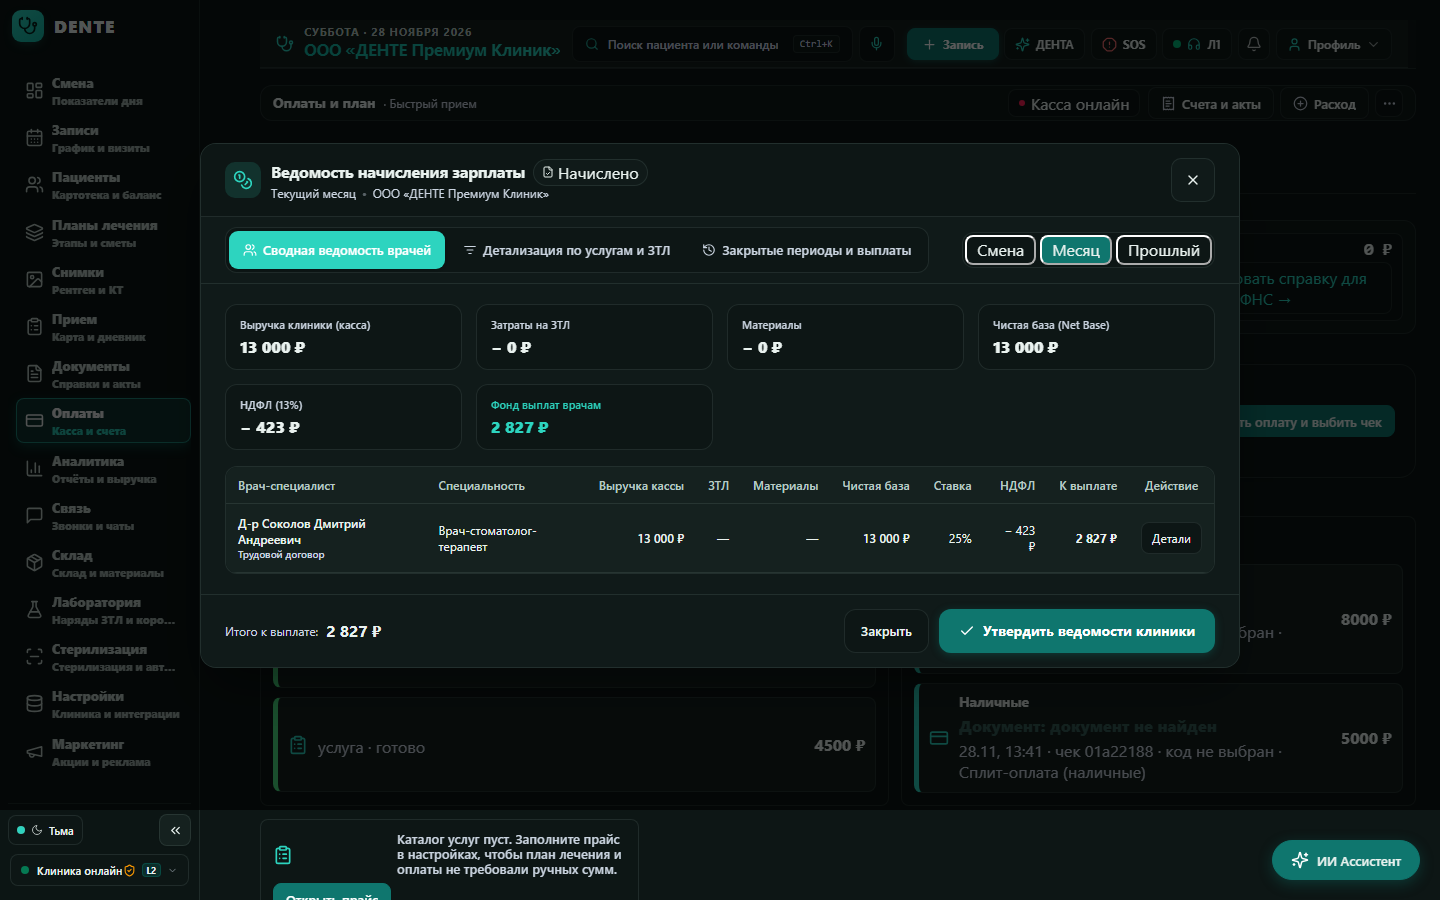 DENTE
Смена
Показатели дня
Записи
График и визиты
Пациенты
Картотека и баланс
Планы лечения
Этапы и сметы
Снимки
Рентген и КТ
Прием
Карта и дневник
Документы
Справки и акты
Оплаты
Касса и счета
Аналитика
Отчёты и выручка
Связь
Звонки и чаты
Склад
Склад и материалы
Лаборатория
Наряды ЗТЛ и коро...
Стерилизация
Стерилизация и авт...
Настройки
Клиника и интеграции
Маркетинг
Акции и реклама
Тьма
«
Клиника онлайн L2
СУББОТА · 28 НОЯБРЯ 2026
ООО «ДЕНТЕ Премиум Клиник»
Поиск пациента или команды Ctrl+K
+ Запись
ДЕНТА
SOS
Л1
Профиль
Оплаты и план · Быстрый прием
Касса онлайн
Счета и акты
Расход
···
Ведомость начисления зарплаты
Начислено
Текущий месяц • ООО «ДЕНТЕ Премиум Клиник»
Сводная ведомость врачей
Детализация по услугам и ЗТЛ
Закрытые периоды и выплаты
Смена
Месяц
Прошлый
Выручка клиники (касса)
13 000 ₽
Затраты на ЗТЛ
− 0 ₽
Материалы
− 0 ₽
Чистая база (Net Base)
13 000 ₽
НДФЛ (13%)
− 423 ₽
Фонд выплат врачам
2 827 ₽
Врач-специалист Специальность Выручка кассы ЗТЛ Материалы Чистая база Ставка НДФЛ К выплате Действие
Д-р Соколов Дмитрий
Андреевич
Трудовой договор
Врач-стоматолог-
терапевт
13 000 ₽ — — 13 000 ₽ 25%
− 423
₽
2 827 ₽
Детали
Итого к выплате: 2 827 ₽
Закрыть
Утвердить ведомости клиники
0 ₽
овать справку для
ФНС →
ть оплату и выбить чек
8000 ₽
бран ·
услуга · готово
4500 ₽
Наличные
Документ: документ не найден
28.11, 13:41 · чек 01a22188 · код не выбран ·
Сплит-оплата (наличные)
5000 ₽
Каталог услуг пуст. Заполните прайс
в настройках, чтобы план лечения и
оплаты не требовали ручных сумм.
Открыть прайс
ИИ Ассистент